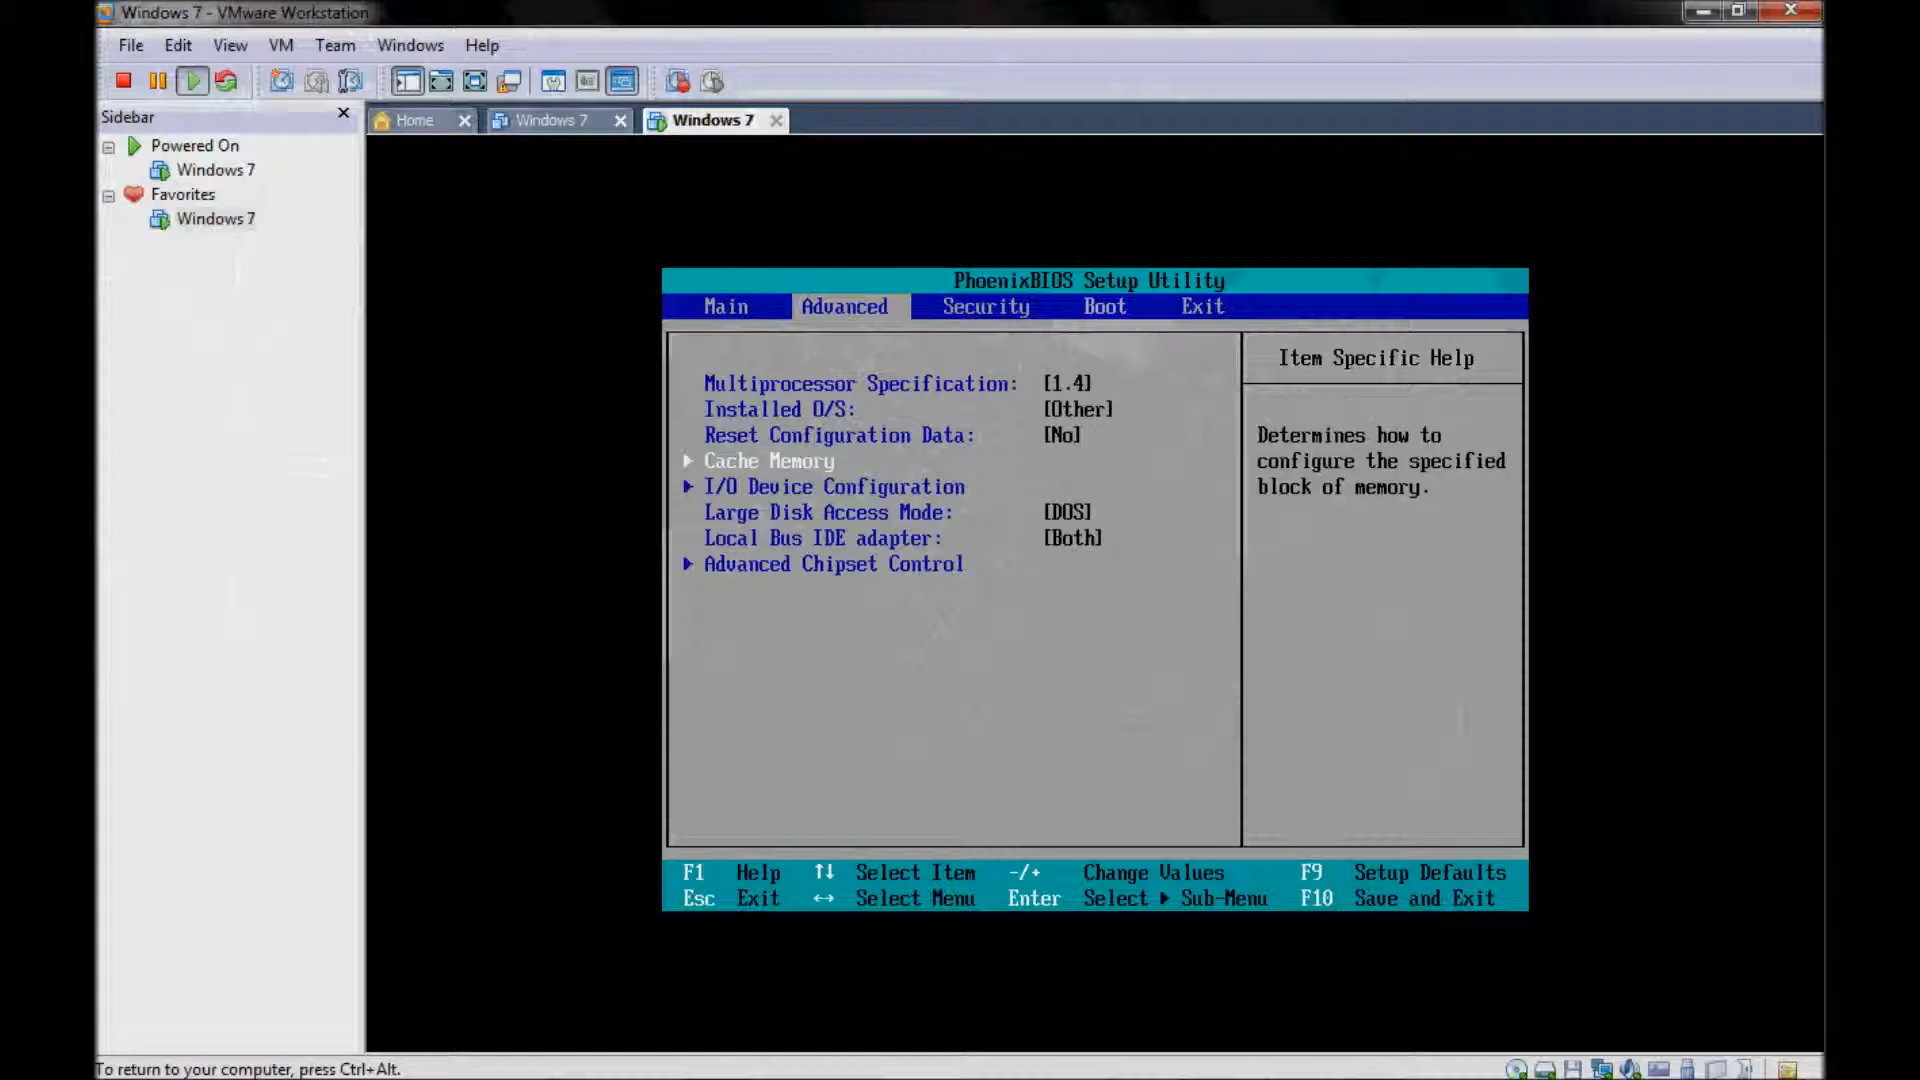 Windows 7 - VMware Workstation
File Edit View VM Team Windows Help
Sidebar
Powered On
Windows 7
Favorites
Windows 7
Home Windows 7 Windows 7
PhoenixBIOS Setup Utility
Main Advanced Security Boot Exit
Multiprocessor Specification: [1.4]
Installed O/S: [Other]
Reset Configuration Data: [No]
Cache Memory
I/O Device Configuration
Large Disk Access Mode: [DOS]
Local Bus IDE adapter: [Both]
Advanced Chipset Control
Item Specific Help
Determines how to
configure the specified
block of memory.
F1 Help ↑↓ Select Item -/+ Change Values F9 Setup Defaults
Esc Exit ↔ Select Menu Enter Select ▶ Sub-Menu F10 Save and Exit
To return to your computer, press Ctrl+Alt.